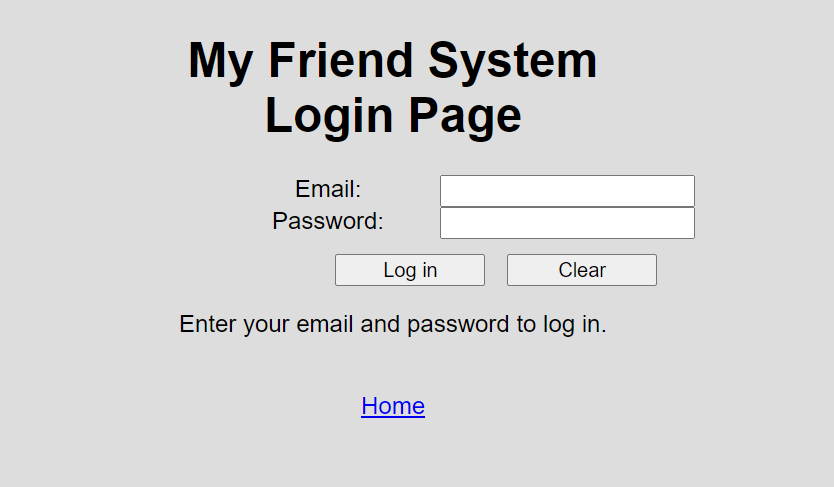 My Friend System
Login Page
Email:
Password:
Log in Clear
Enter your email and password to log in.
Home